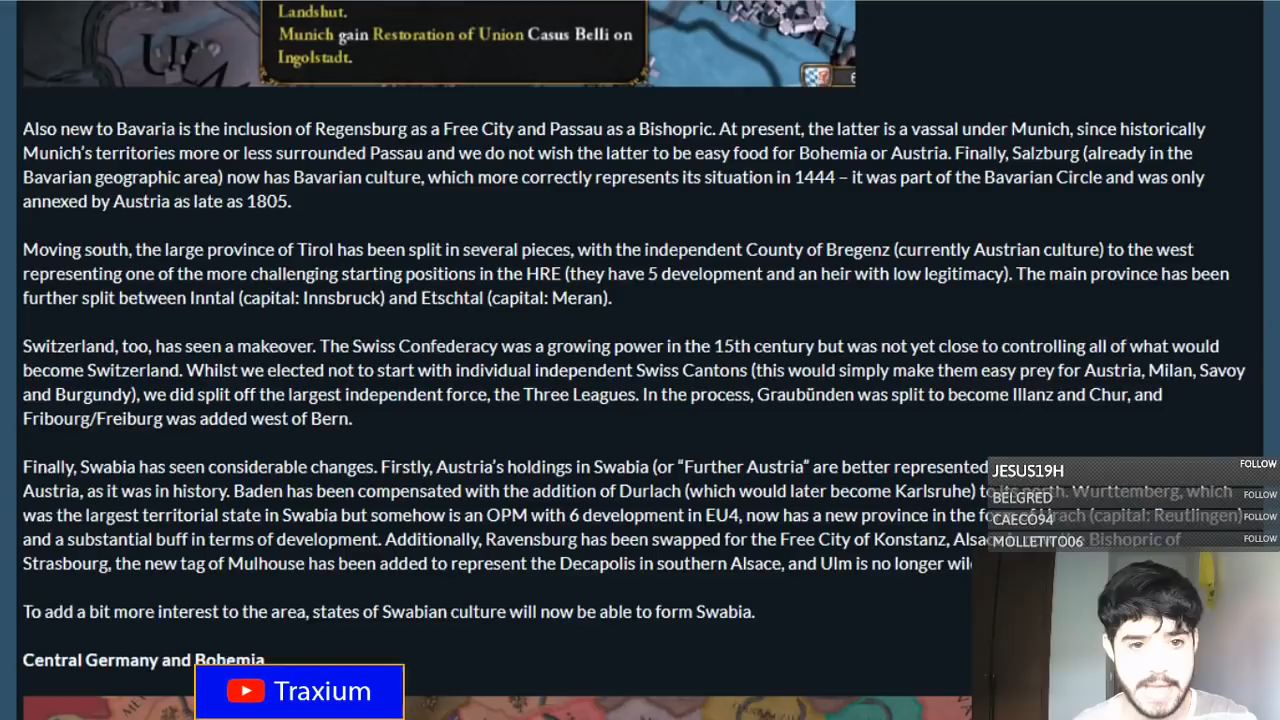 Landshut.
Munich gain Restoration of Union Casus Belli on
Ingolstadt.
Also new to Bavaria is the inclusion of Regensburg as a Free City and Passau as a Bishopric. At present, the latter is a vassal under Munich, since historically
Munich's territories more or less surrounded Passau and we do not wish the latter to be easy food for Bohemia or Austria. Finally, Salzburg (already in the
Bavarian geographic area) now has Bavarian culture, which more correctly represents its situation in 1444 – it was part of the Bavarian Circle and was only
annexed by Austria as late as 1805.
Moving south, the large province of Tirol has been split in several pieces, with the independent County of Bregenz (currently Austrian culture) to the west
representing one of the more challenging starting positions in the HRE (they have 5 development and an heir with low legitimacy). The main province has been
further split between Inntal (capital: Innsbruck) and Etschtal (capital: Meran).
Switzerland, too, has seen a makeover. The Swiss Confederacy was a growing power in the 15th century but was not yet close to controlling all of what would
become Switzerland. Whilst we elected not to start with individual independent Swiss Cantons (this would simply make them easy prey for Austria, Milan, Savoy
and Burgundy), we did split off the largest independent force, the Three Leagues. In the process, Graubünden was split to become Illanz and Chur, and
Fribourg/Freiburg was added west of Bern.
Finally, Swabia has seen considerable changes. Firstly, Austria's holdings in Swabia (or “Further Austria” are better represented
Austria, as it was in history. Baden has been compensated with the addition of Durlach (which would later become Karlsruhe) to its north. Wurttemberg, which
was the largest territorial state in Swabia but somehow is an OPM with 6 development in EU4, now has a new province in the form of Urach (capital: Reutlingen)
and a substantial buff in terms of development. Additionally, Ravensburg has been swapped for the Free City of Konstanz, Bishopric of
Strasbourg, the new tag of Mulhouse has been added to represent the Decapolis in southern Alsace, and Ulm is no longer
To add a bit more interest to the area, states of Swabian culture will now be able to form Swabia.
Central Germany and Bohemia
JESUS19H FOLLOW
BELGRED FOLLOW
CAECO94 FOLLOW
MOLLETITO06 FOLLOW
Traxium